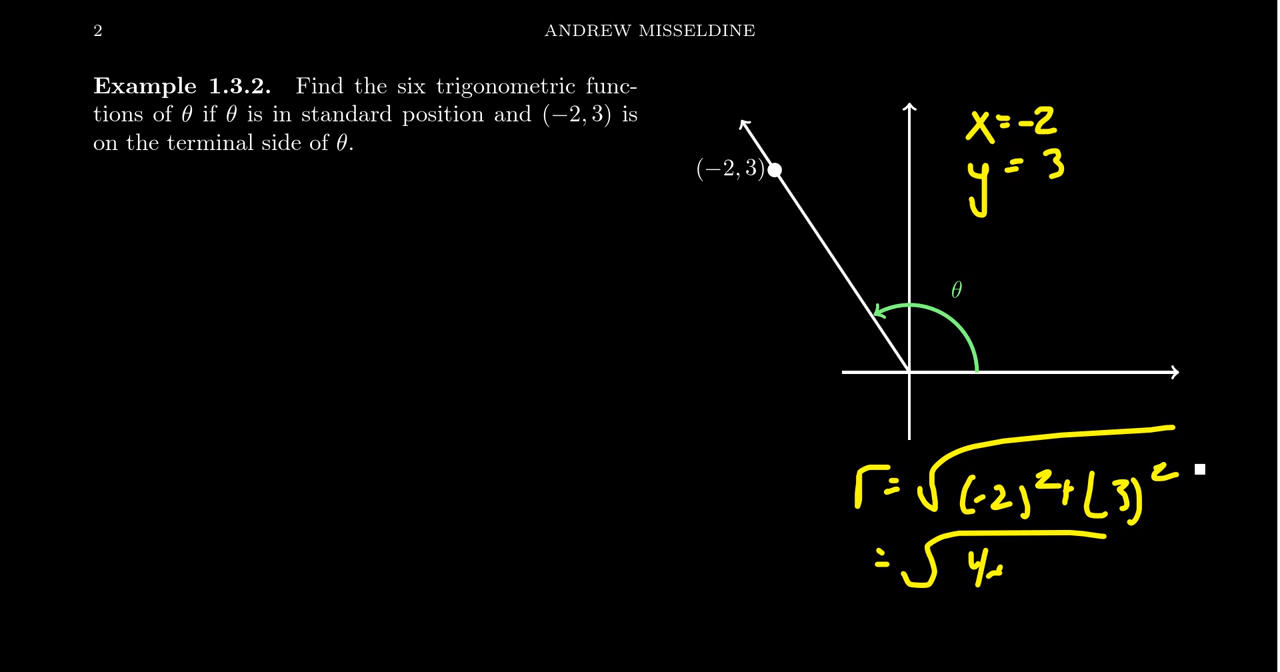 2 ANDREW MISSELDINE
Example 1.3.2. Find the six trigonometric func-
tions of θ if θ is in standard position and (−2, 3) is
on the terminal side of θ.
x = -2
y = 3
(−2, 3)
θ
r = √((-2)² + (3)²
= √4